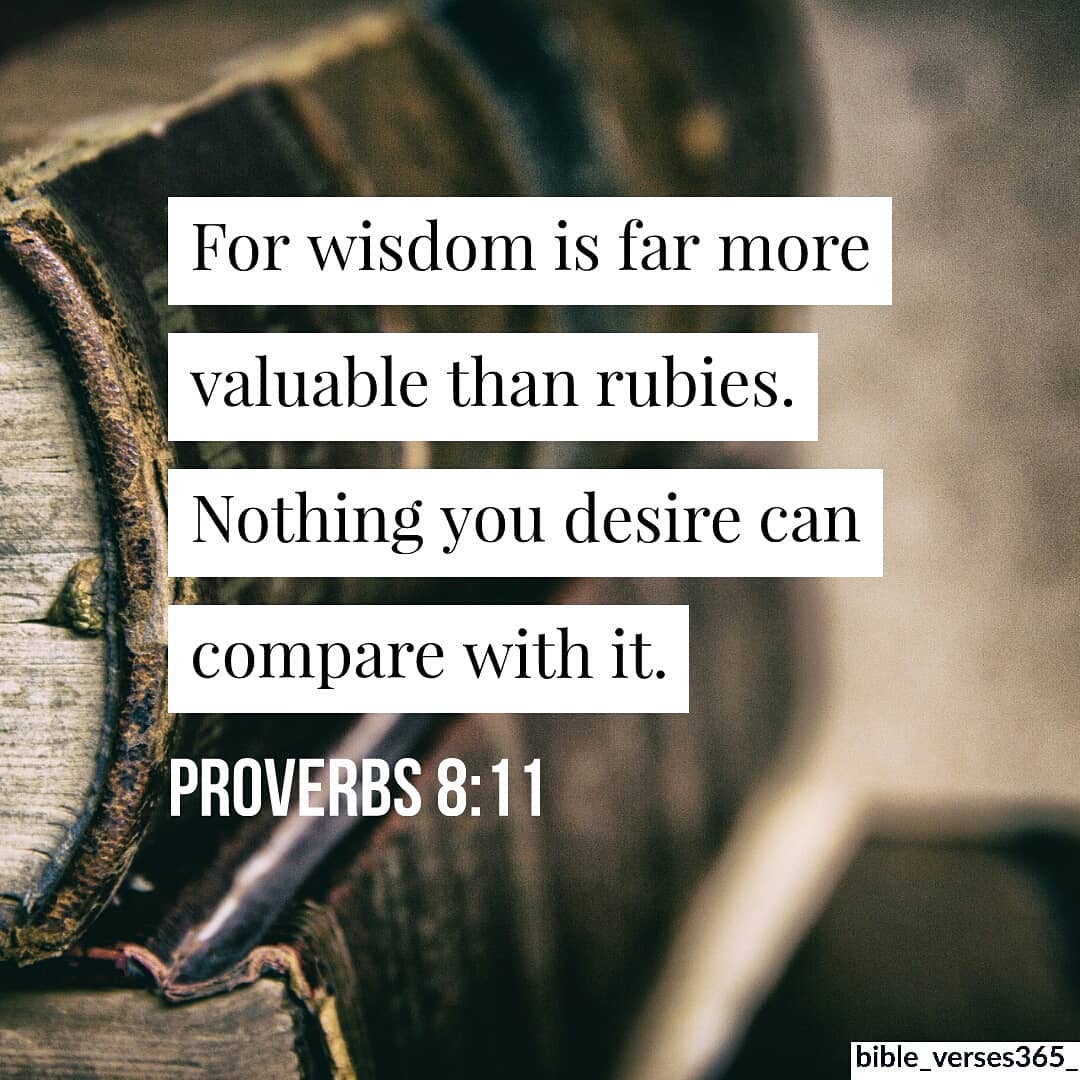 For wisdom is far more
valuable than rubies.
Nothing you desire can
compare with it.
PROVERBS 8:11
bible_verses365_